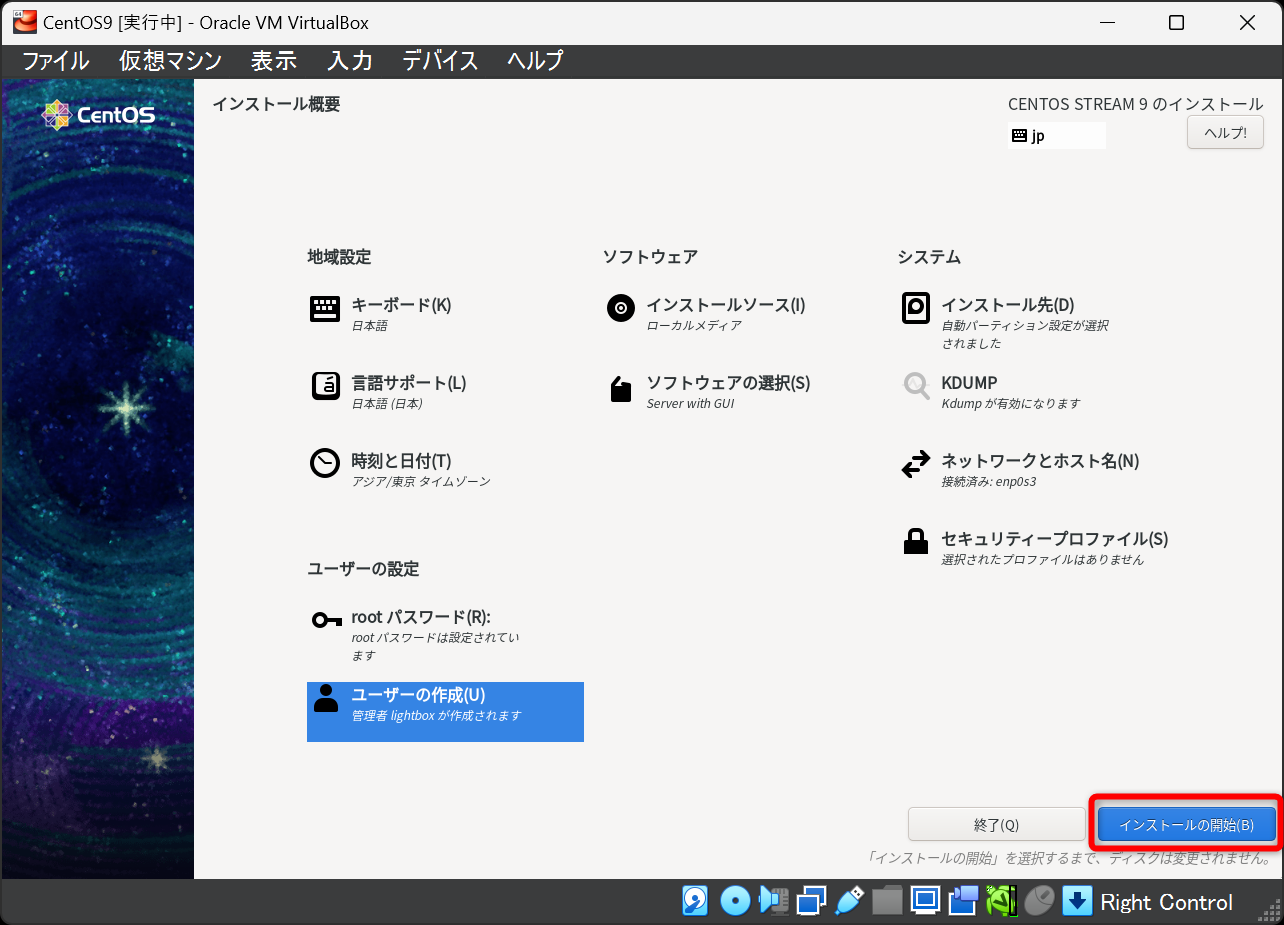 CentOS9 [実行中] - Oracle VM VirtualBox
ファイル 仮想マシン 表示 入力 デバイス ヘルプ
CentOS
インストール概要
CENTOS STREAM 9 のインストール
jp
ヘルプ!
地域設定
キーボード(K)
日本語
言語サポート(L)
日本語 (日本)
時刻と日付(T)
アジア/東京 タイムゾーン
ソフトウェア
インストールソース(I)
ローカルメディア
ソフトウェアの選択(S)
Server with GUI
システム
インストール先(D)
自動パーティション設定が選択
されました
KDUMP
Kdump が有効になります
ネットワークとホスト名(N)
接続済み: enp0s3
セキュリティープロファイル(S)
選択されたプロファイルはありません
ユーザーの設定
root パスワード(R):
root パスワードは設定されてい
ます
ユーザーの作成(U)
管理者 lightbox が作成されます
終了(Q)
インストールの開始(B)
「インストールの開始」を選択するまで、ディスクは変更されません。
Right Control